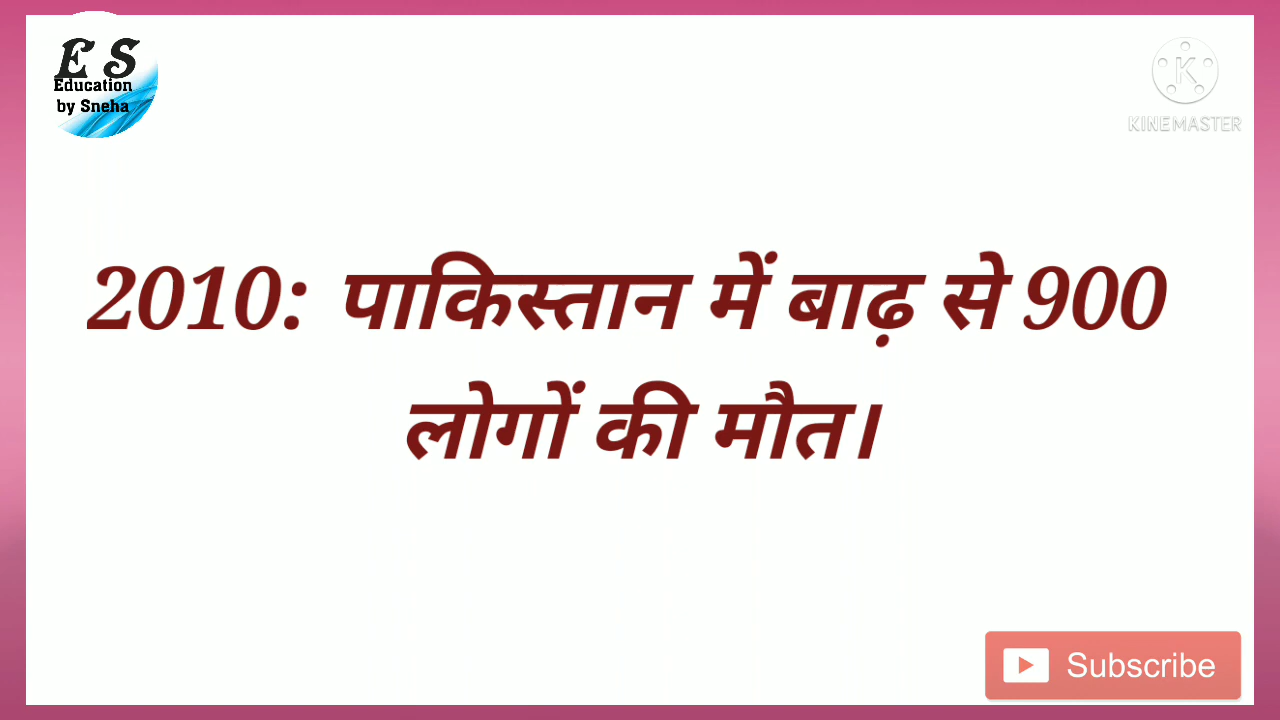 E S
Education
by Sneha
K
KINEMASTER
2010: पाकिस्तान में बाढ़ से 900
लोगों की मौत।
Subscribe